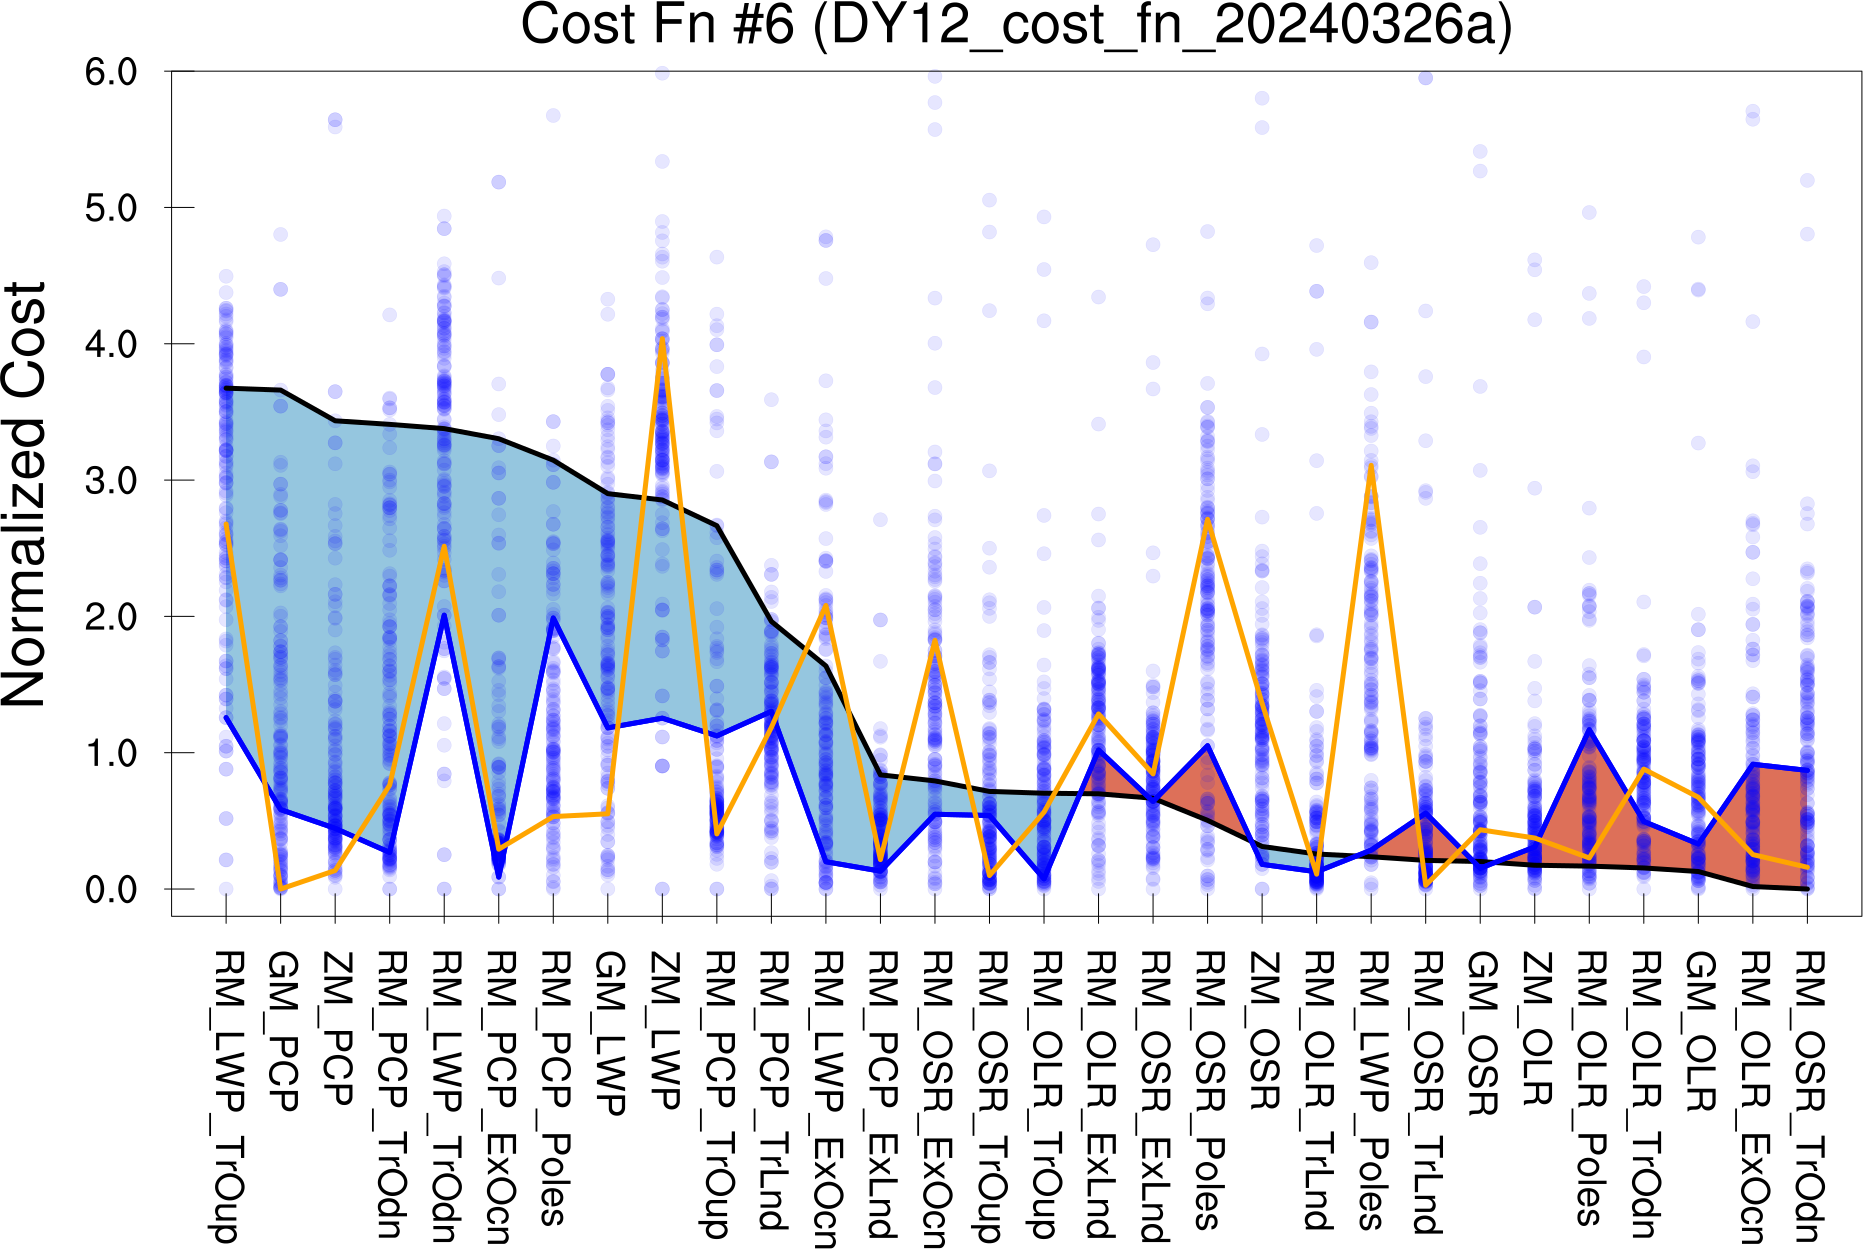 Cost Fn #6 (DY12_cost_fn_20240326a)
Normalized Cost
6.0
5.0
4.0
3.0
2.0
1.0
0.0
RM_LWP_TrOup
GM_PCP
ZM_PCP
RM_PCP_TrOdn
RM_LWP_TrOdn
RM_PCP_ExOcn
RM_PCP_Poles
GM_LWP
ZM_LWP
RM_PCP_TrOup
RM_PCP_TrLnd
RM_LWP_ExOcn
RM_PCP_ExLnd
RM_OSR_ExOcn
RM_OSR_TrOup
RM_OLR_TrOup
RM_OLR_ExLnd
RM_OSR_ExLnd
RM_OSR_Poles
ZM_OSR
RM_OLR_TrLnd
RM_LWP_Poles
RM_OSR_TrLnd
GM_OSR
ZM_OLR
RM_OLR_Poles
RM_OLR_TrOdn
GM_OLR
RM_OLR_ExOcn
RM_OSR_TrOdn